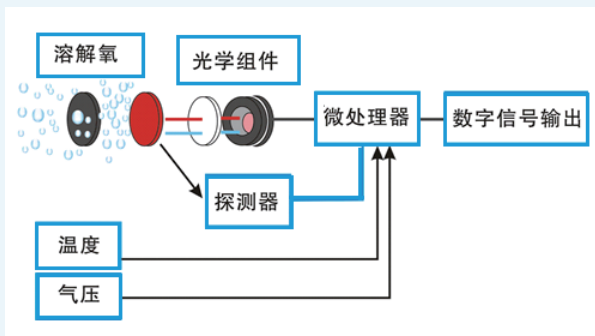 溶解氧
光学组件
微处理器
数字信号输出
探测器
温度
气压